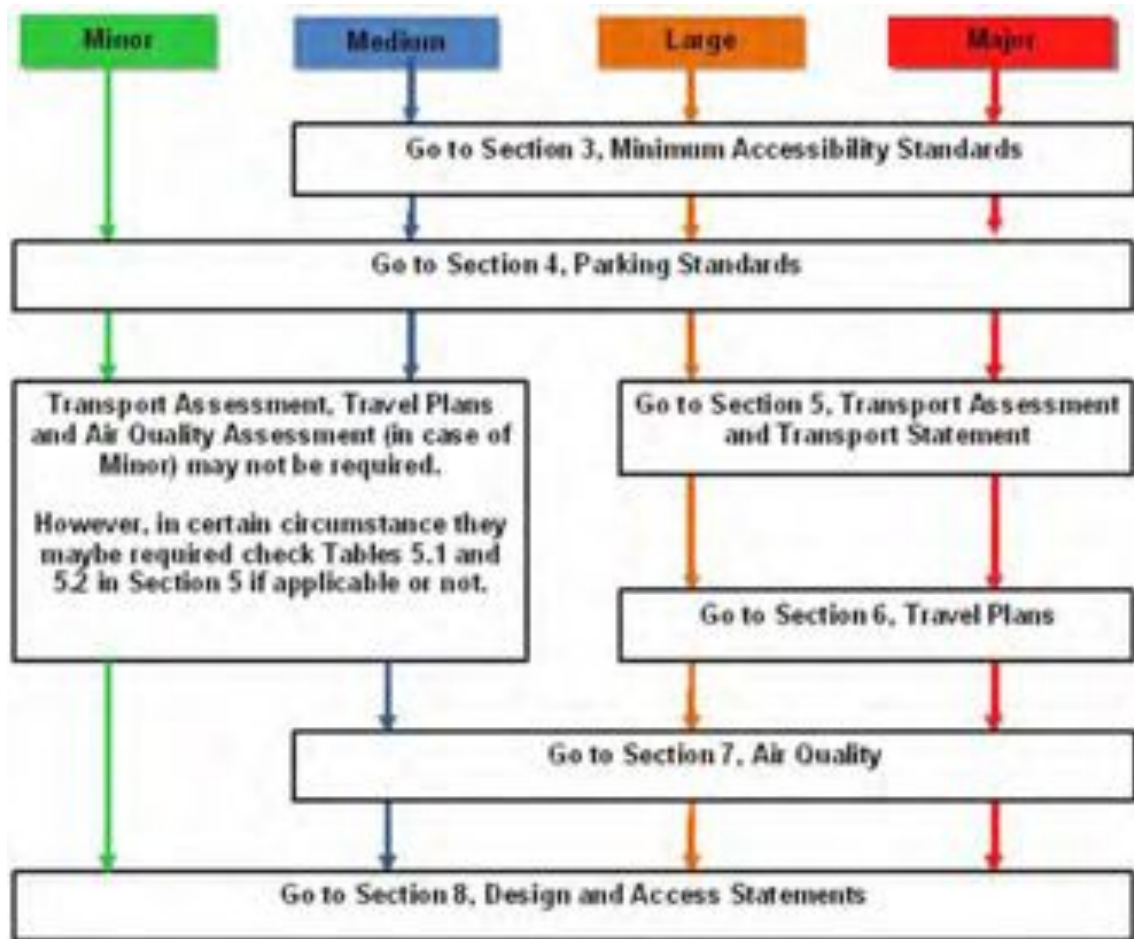 Minor
Medium
Large
Major
Go to Section 3, Minimum Accessibility Standards
Go to Section 4, Parking Standards
Transport Assessment, Travel Plans
and Air Quality Assessment (in case of
Minor) may not be required.
However, in certain circumstance they
maybe required check Tables 5.1 and
5.2 in Section 5 if applicable or not.
Go to Section 5, Transport Assessment
and Transport Statement
Go to Section 6, Travel Plans
Go to Section 7, Air Quality
Go to Section 8, Design and Access Statements